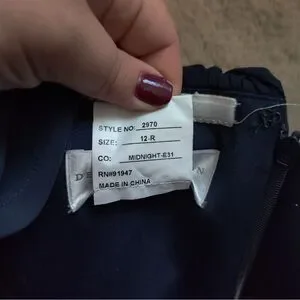 STYLE NO: 2970
SIZE: 12-R
CO: MIDNIGHT-E31
RN#91947
MADE IN CHINA